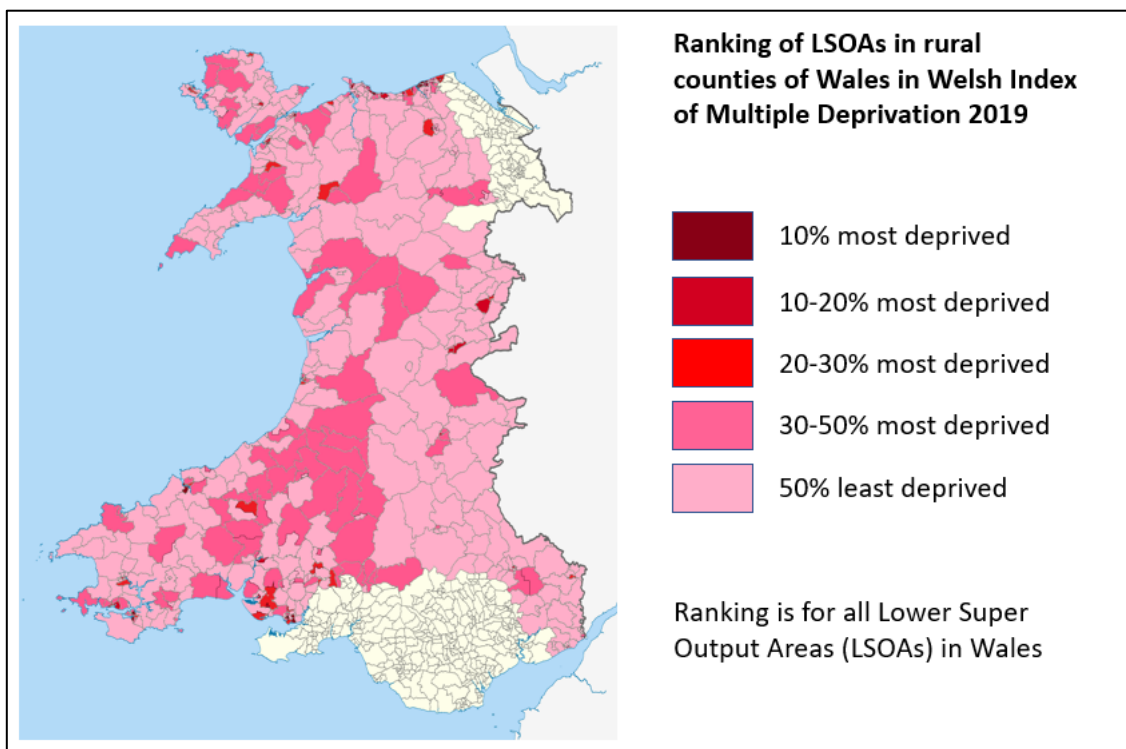 Ranking of LSOAs in rural
counties of Wales in Welsh Index
of Multiple Deprivation 2019
10% most deprived
10-20% most deprived
20-30% most deprived
30-50% most deprived
50% least deprived
Ranking is for all Lower Super
Output Areas (LSOAs) in Wales